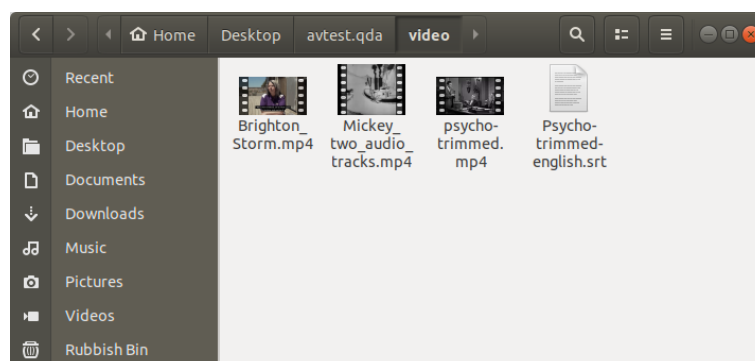 Home
Desktop
avtest.qda
video
Recent
Home
Desktop
Documents
Downloads
Music
Pictures
Videos
Rubbish Bin
Brighton_
Storm.mp4
Mickey_
two_audio_
tracks.mp4
psycho-
trimmed.
mp4
Psycho-
trimmed-
english.srt